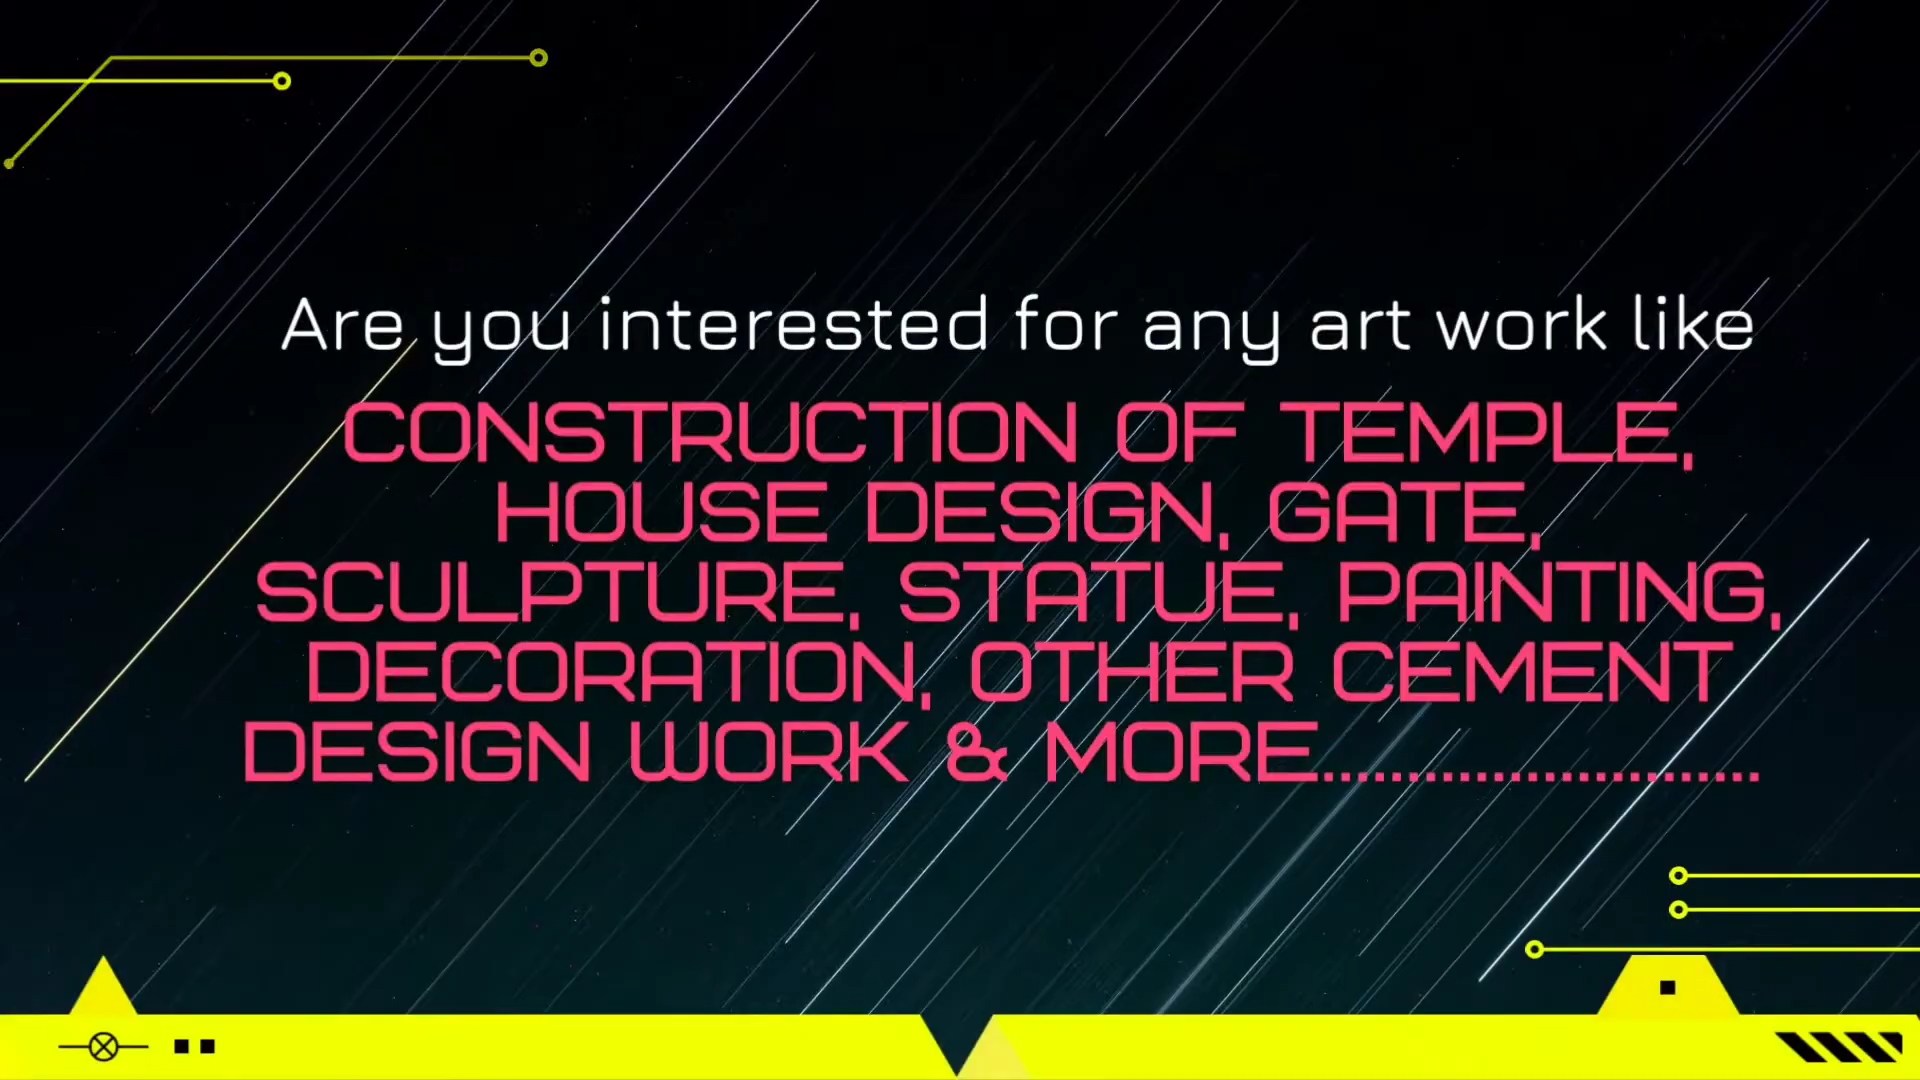 Are you interested for any art work like
CONSTRUCTION OF TEMPLE,
HOUSE DESIGN, GATE,
SCULPTURE, STATUE, PAINTING,
DECORATION, OTHER CEMENT
DESIGN WORK & MORE..........................